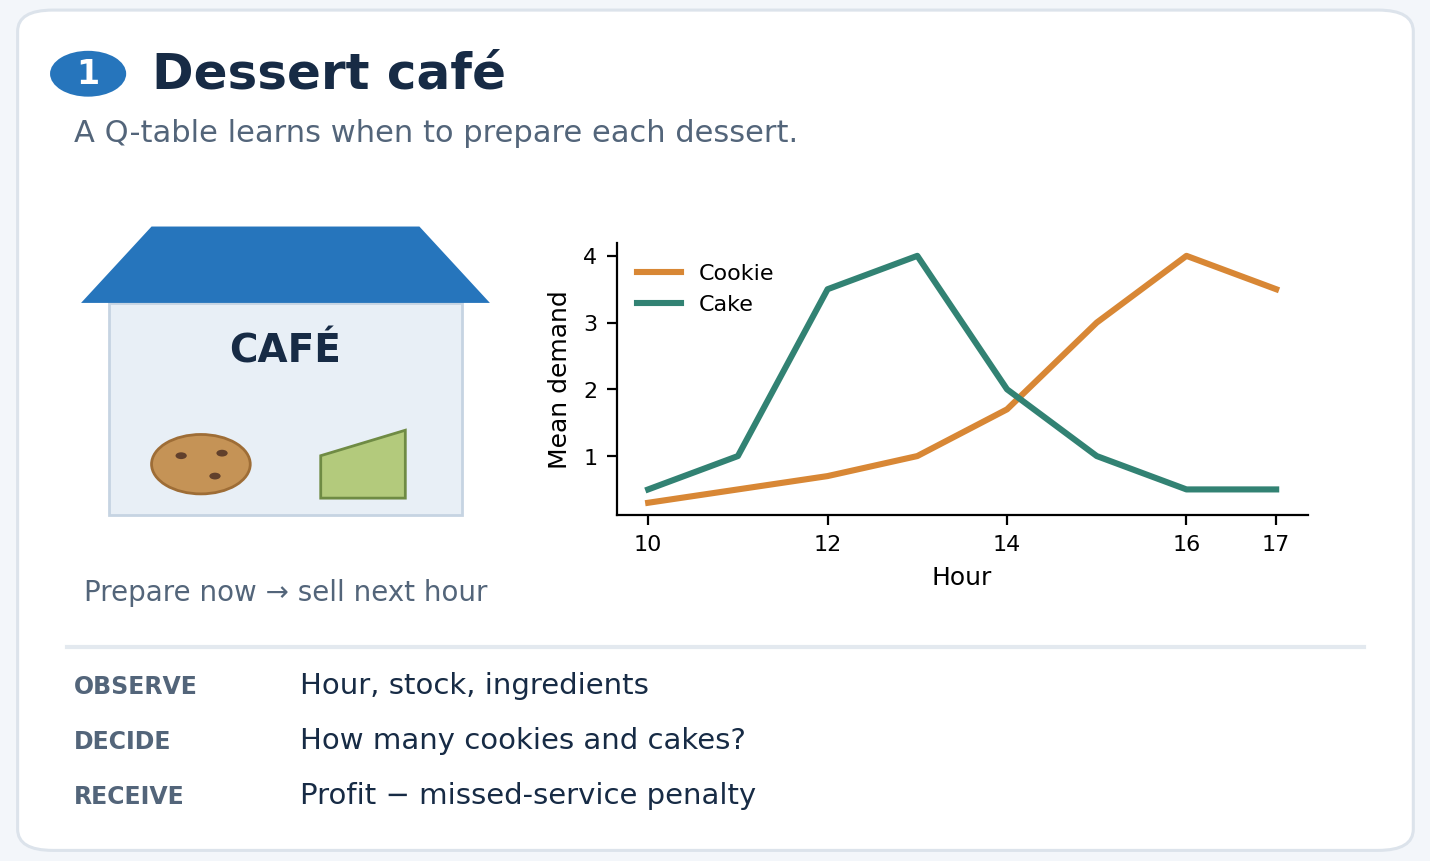 1 Dessert café
A Q-table learns when to prepare each dessert.
CAFÉ
Prepare now → sell next hour
Cookie
Cake
Mean demand
4
3
2
1
10 12 14 16 17
Hour
OBSERVE Hour, stock, ingredients
DECIDE How many cookies and cakes?
RECEIVE Profit − missed-service penalty